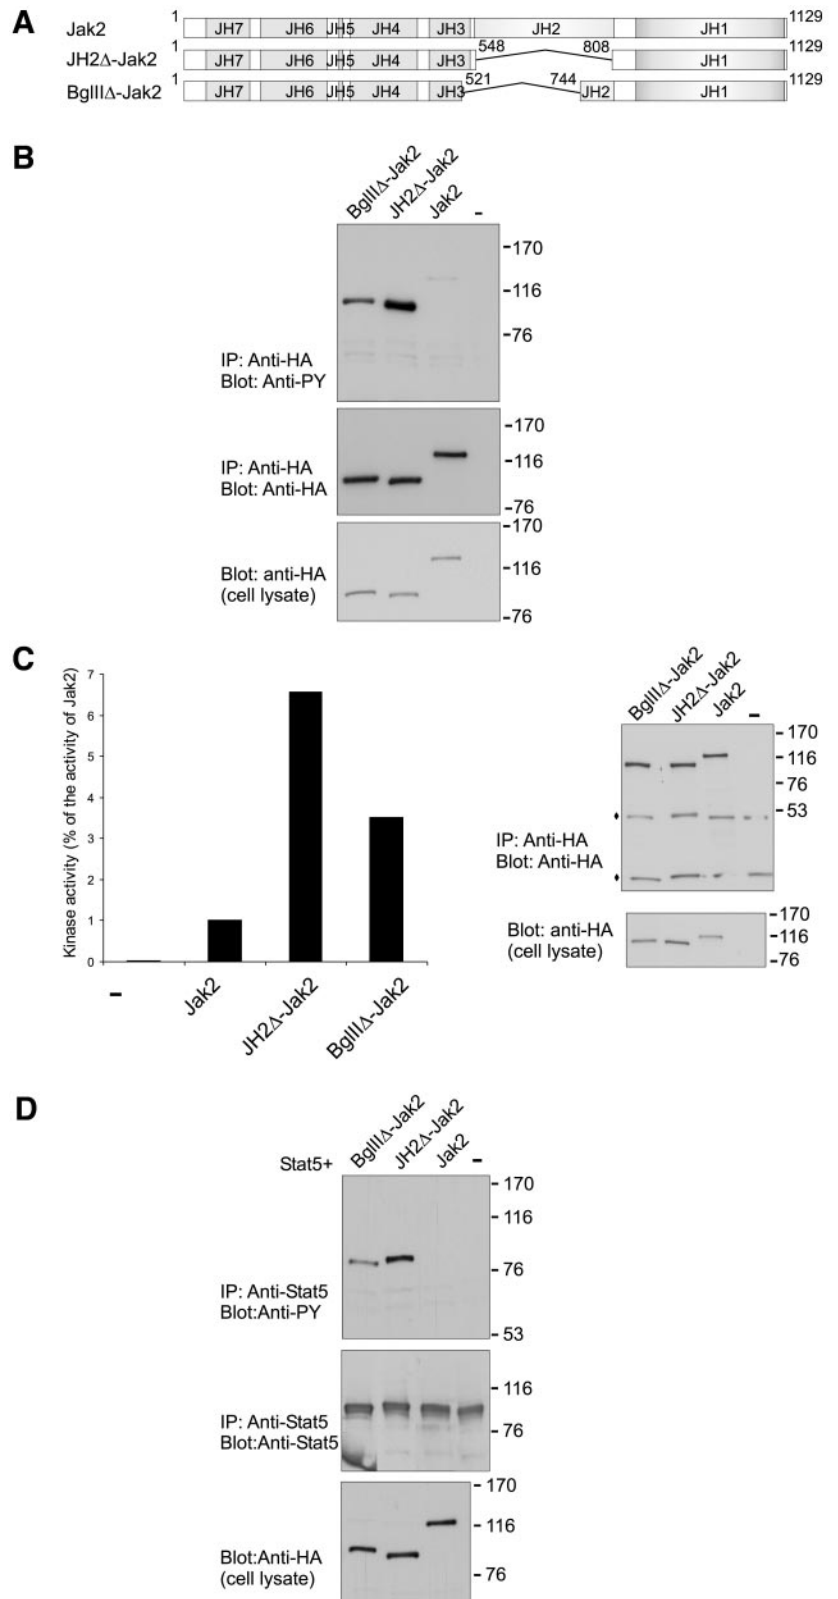 A
Jak2
1
JH7
JH6
JH5
JH4
JH3
JH2
JH1
1129
JH2Δ-Jak2
1
JH7
JH6
JH5
JH4
JH3
548
808
JH1
1129
BglIIΔ-Jak2
1
JH7
JH6
JH5
JH4
JH3
521
744
JH2
JH1
1129
B
BglIIΔ-Jak2
JH2Δ-Jak2
Jak2
-
-170
-116
-76
IP: Anti-HA
Blot: Anti-PY
-170
-116
-76
IP: Anti-HA
Blot: Anti-HA
-170
-116
-76
Blot: anti-HA
(cell lysate)
C
Kinase activity (% of the activity of Jak2)
7
6
5
4
3
2
1
0
-
Jak2
JH2Δ-Jak2
BglIIΔ-Jak2
BglIIΔ-Jak2
JH2Δ-Jak2
Jak2
-
-170
-116
-76
-53
IP: Anti-HA
Blot: Anti-HA
Blot: anti-HA
(cell lysate)
-170
-116
-76
D
Stat5+
BglIIΔ-Jak2
JH2Δ-Jak2
Jak2
-
-170
-116
-76
-53
IP: Anti-Stat5
Blot:Anti-PY
-116
-76
IP: Anti-Stat5
Blot:Anti-Stat5
-170
-116
-76
Blot:Anti-HA
(cell lysate)